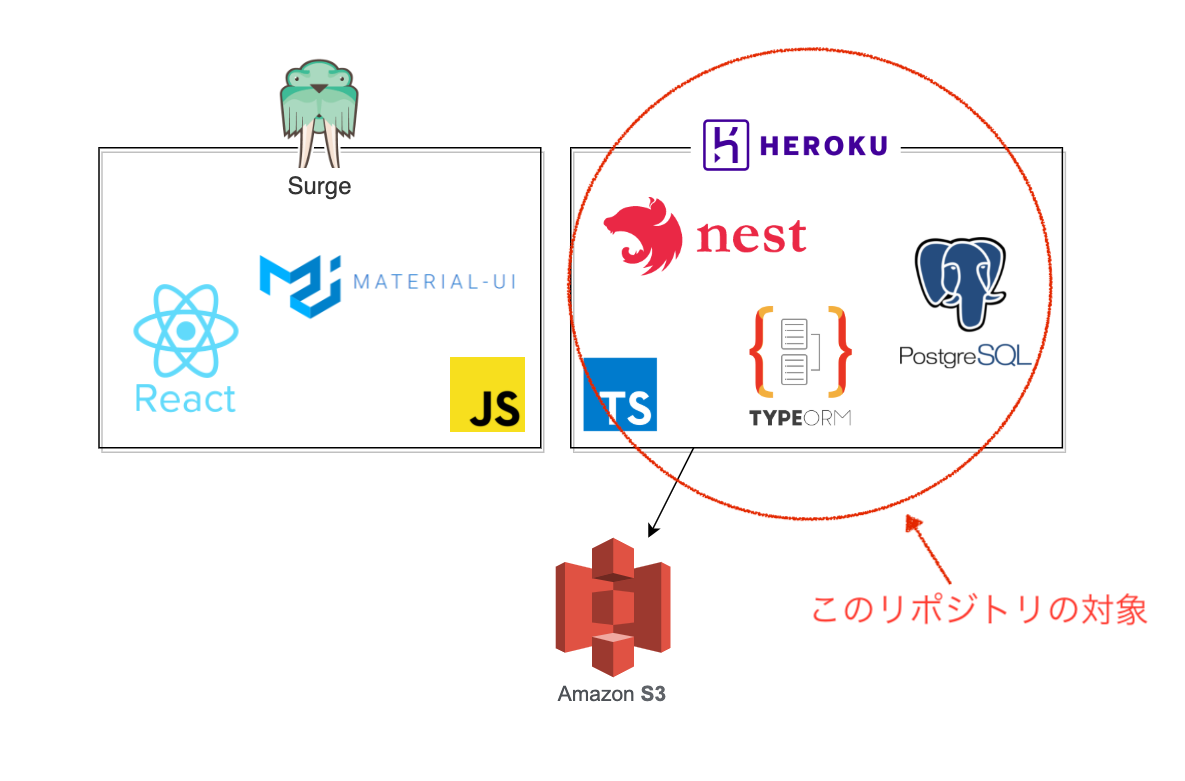 Surge
MATERIAL-UI
React
JS
HEROKU
nest
PostgreSQL
TS
TYPEORM
Amazon S3
このリポジトリの対象